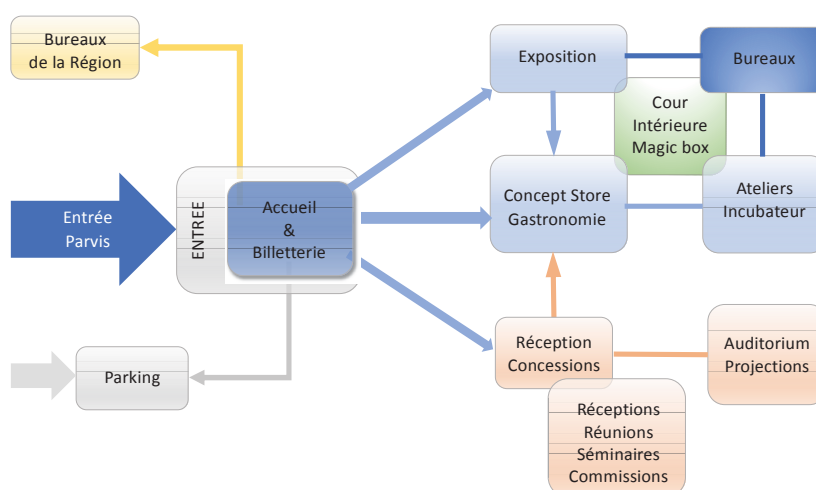 Bureaux
de la Région
Exposition
Bureaux
Cour
Intérieure
Magic box
Entrée
Parvis
ENTREE
Accueil
&
Billetterie
Concept Store
Gastronomie
Ateliers
Incubateur
Parking
Réception
Concessions
Auditorium
Projections
Réceptions
Réunions
Séminaires
Commissions